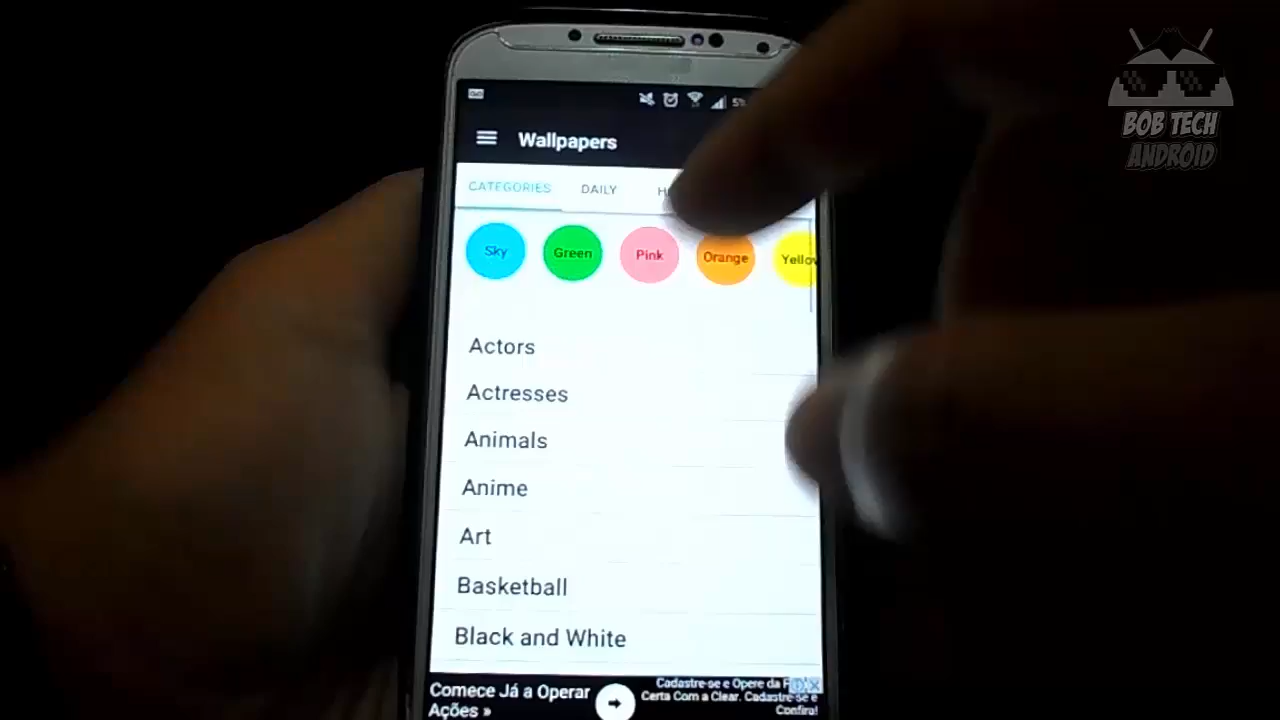 BOB TECH
ANDROID
Wallpapers
CATEGORIES DAILY
Sky Green Pink Orange Yellow
Actors
Actresses
Animals
Anime
Art
Basketball
Black and White
Comece Já a Operar
Ações »
Cadastre-se e Opere da
Certa Com a Clear. Cadastre-se e
Confira!